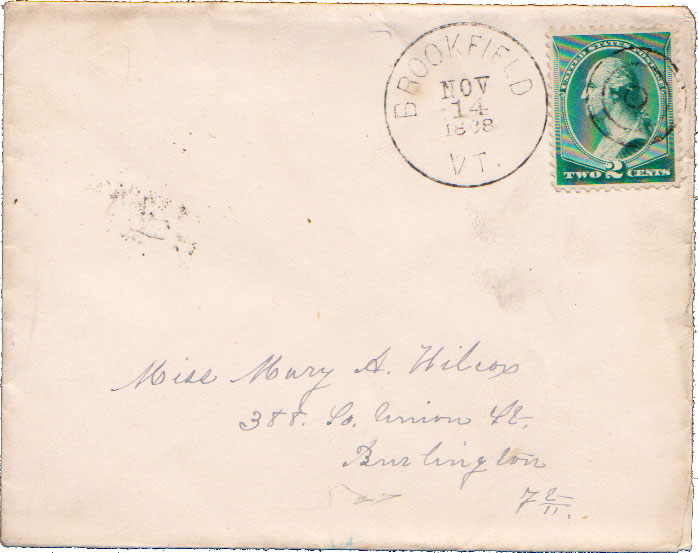 BROOKFIELD
NOV
14
1888
VT.
UNITED STATES POSTAGE
TWO 2 CENTS
Miss Mary A. Wilcox
388. So. Union St.
Burlington